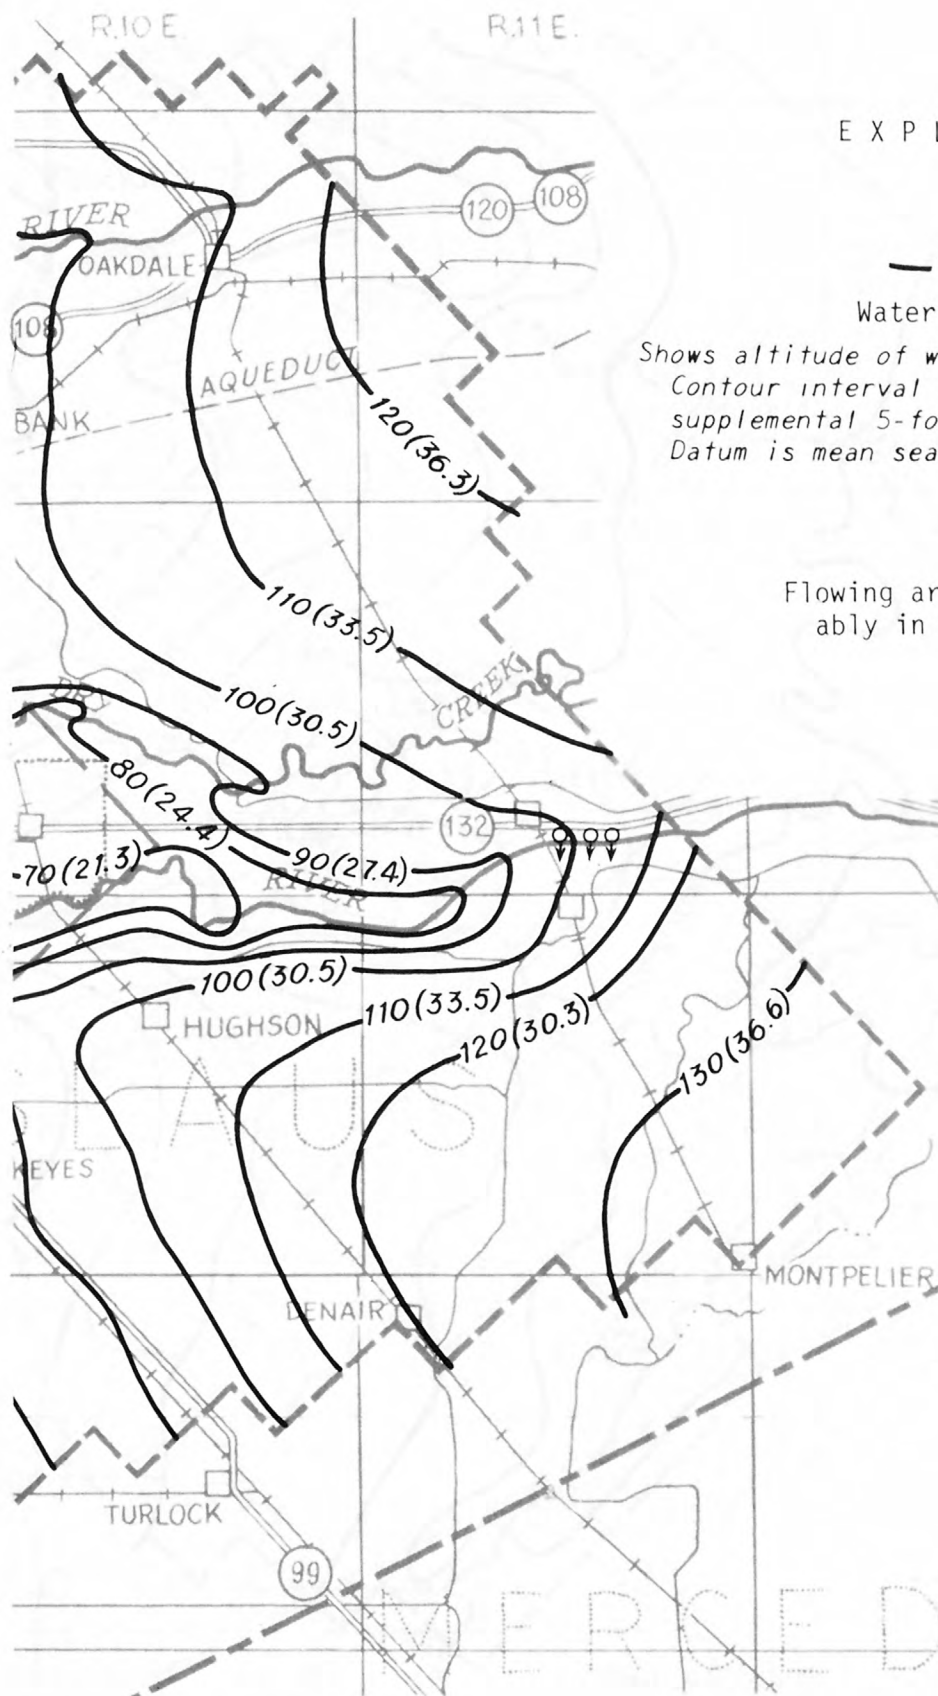 R.10 E.
R.11 E.
E X P L
RIVER
120
108
OAKDALE
108
Water
Shows altitude of w
Contour interval
supplemental 5-fo
Datum is mean sea
AQUEDUCT
BANK
120(36.3)
Flowing ar
ably in
110(33.5)
DRY
CREEK
100(30.5)
80(24.4)
132
90(27.4)
70(21.3)
RIVER
100(30.5)
110(33.5)
HUGHSON
120(30.3)
130(36.6)
L A U S
KEYES
MONTPELIER
DENAIR
TURLOCK
99
M E R C E D